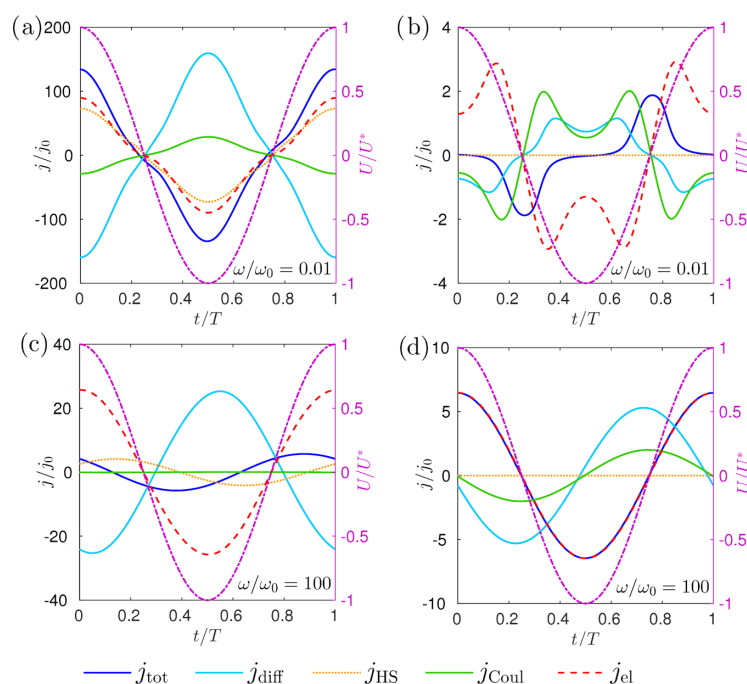 (a)
200
100
0
-100
-200
j/j₀
1
0.5
0
-0.5
-1
U/U*
ω/ω₀ = 0.01
0 0.2 0.4 0.6 0.8 1
t/T
(b)
4
2
0
-2
-4
j/j₀
1
0.5
0
-0.5
-1
U/U*
ω/ω₀ = 0.01
0 0.2 0.4 0.6 0.8 1
t/T
(c)
40
20
0
-20
-40
j/j₀
1
0.5
0
-0.5
-1
U/U*
ω/ω₀ = 100
0 0.2 0.4 0.6 0.8 1
t/T
(d)
10
5
0
-5
-10
j/j₀
1
0.5
0
-0.5
-1
U/U*
ω/ω₀ = 100
0 0.2 0.4 0.6 0.8 1
t/T
j_tot j_diff j_HS j_Coul j_el